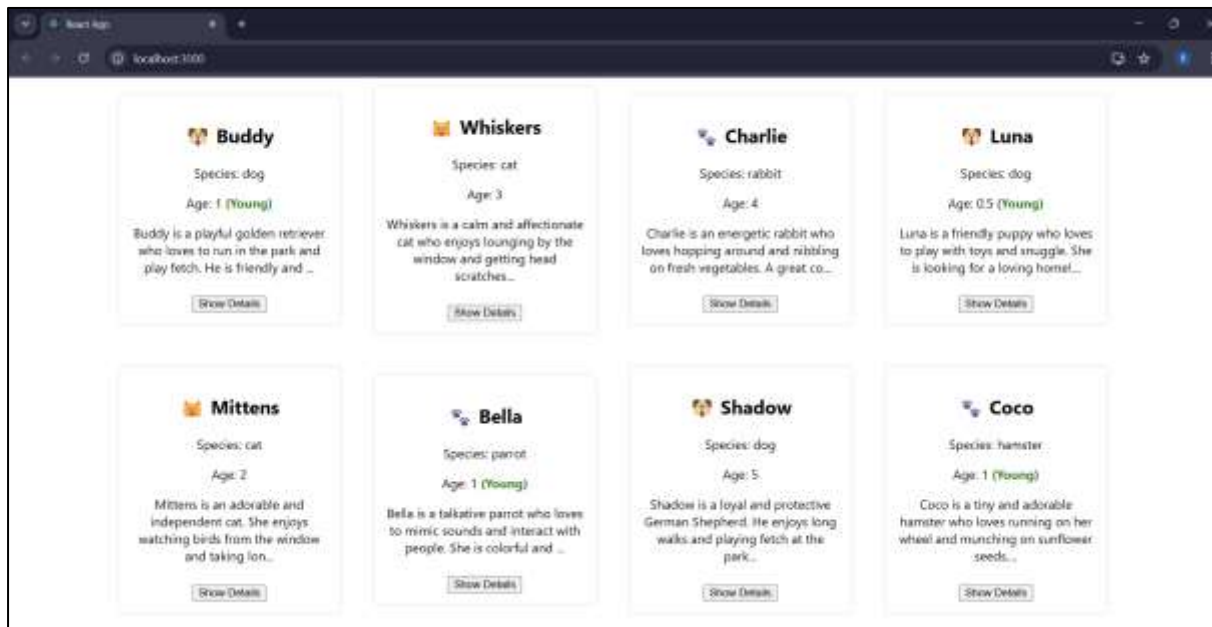 React App
localhost:3000
Buddy
Species: dog
Age: 1 (Young)
Buddy is a playful golden retriever
who loves to run in the park and
play fetch. He is friendly and ...
Show Details
Whiskers
Species: cat
Age: 3
Whiskers is a calm and affectionate
cat who enjoys lounging by the
window and getting head
scratches...
Show Details
Charlie
Species: rabbit
Age: 4
Charlie is an energetic rabbit who
loves hopping around and nibbling
on fresh vegetables. A great co...
Show Details
Luna
Species: dog
Age: 0.5 (Young)
Luna is a friendly puppy who loves
to play with toys and snuggle. She
is looking for a loving home!...
Show Details
Mittens
Species: cat
Age: 2
Mittens is an adorable and
independent cat. She enjoys
watching birds from the window
and taking lon...
Show Details
Bella
Species: parrot
Age: 1 (Young)
Bella is a talkative parrot who loves
to mimic sounds and interact with
people. She is colorful and ...
Show Details
Shadow
Species: dog
Age: 5
Shadow is a loyal and protective
German Shepherd. He enjoys long
walks and playing fetch at the
park...
Show Details
Coco
Species: hamster
Age: 1 (Young)
Coco is a tiny and adorable
hamster who loves running on her
wheel and munching on sunflower
seeds...
Show Details